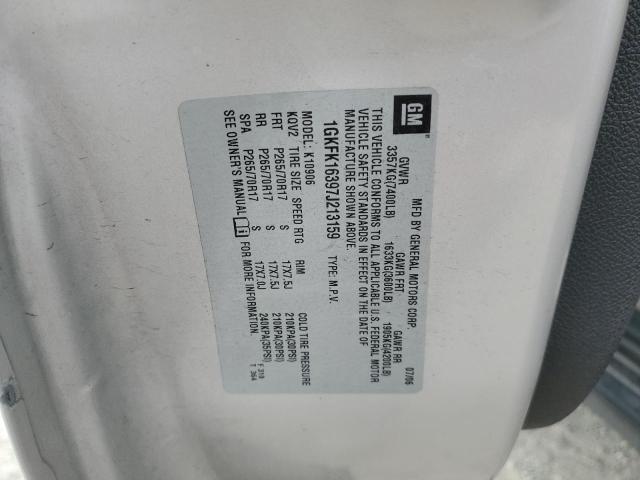 GM
MFD BY GENERAL MOTORS CORP. 07/06
GVWR GAWR FRT GAWR RR
3357KG(7400LB) 1633KG(3600LB) 1905KG(4200LB)
THIS VEHICLE CONFORMS TO ALL APPLICABLE U.S. FEDERAL MOTOR
VEHICLE SAFETY STANDARDS IN EFFECT ON THE DATE OF
MANUFACTURE SHOWN ABOVE.
1GKFK16397J213159 TYPE: M.P.V.
MODEL: K10906
KOV2 TIRE SIZE SPEED RTG RIM COLD TIRE PRESSURE
FRT P265/70R17 S 17X7.5J 210KPA(30PSI)
RR P265/70R17 S 17X7.5J 210KPA(30PSI)
SPA P265/70R17 S 17X7.0J 240KPA(35PSI)
SEE OWNER'S MANUAL FOR MORE INFORMATION.
F 310
T 364